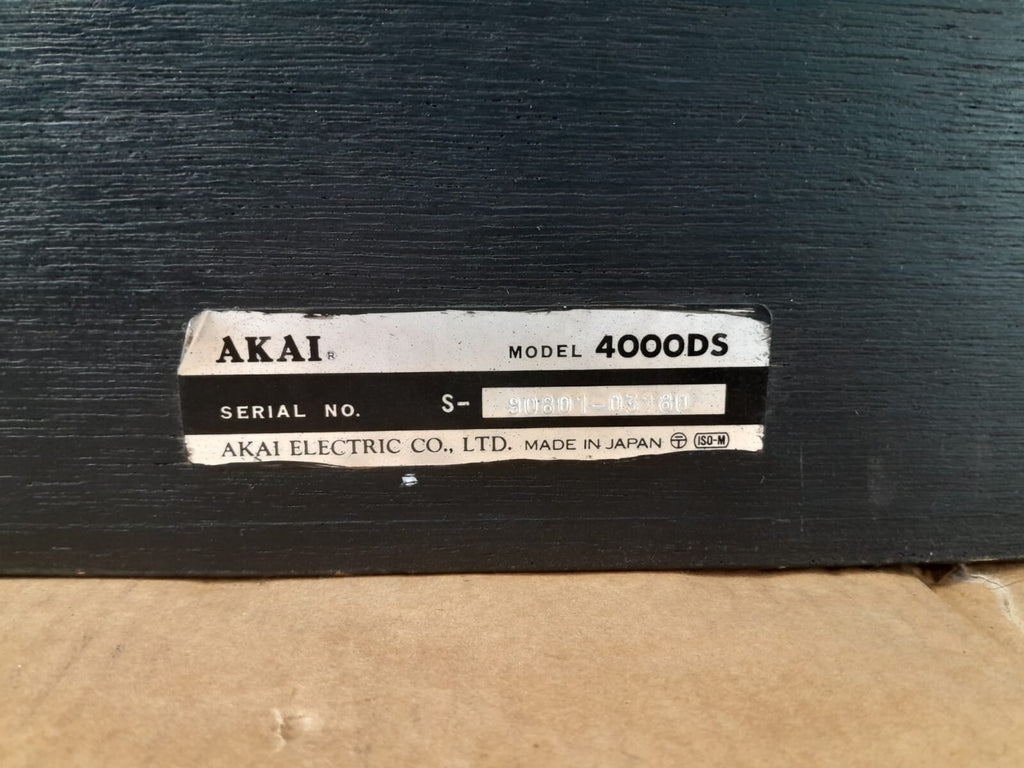 AKAI® MODEL 4000DS
SERIAL NO. S-
AKAI ELECTRIC CO., LTD. MADE IN JAPAN ISO-M